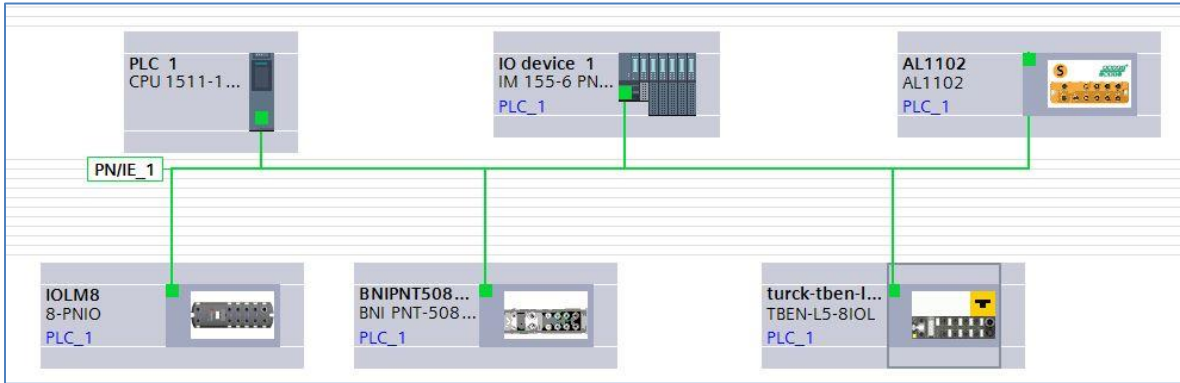 PLC_1
CPU 1511-1...
IO device_1
IM 155-6 PN...
PLC_1
AL1102
AL1102
PLC_1
S
PN/IE_1
IOLM8
8-PNIO
PLC_1
BNIPNT508...
BNI PNT-508...
PLC_1
turck-tben-l...
TBEN-L5-8IOL
PLC_1